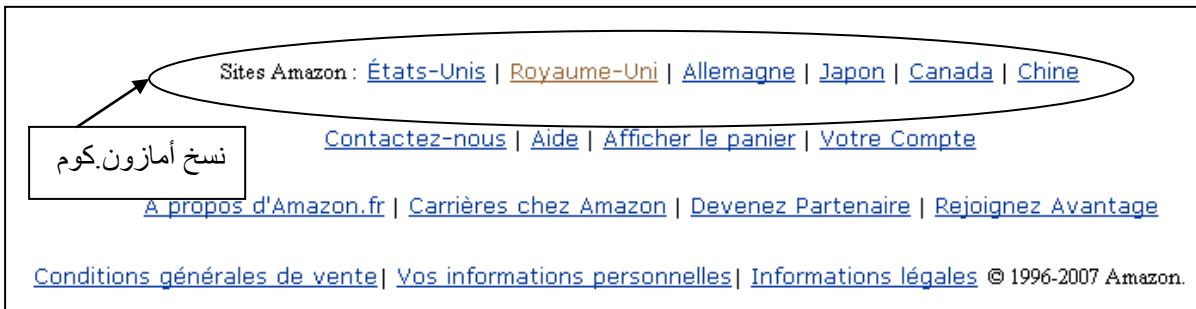 Sites Amazon : États-Unis | Royaume-Uni | Allemagne | Japon | Canada | Chine
Contactez-nous | Aide | Afficher le panier | Votre Compte
نسخ أمازون.كوم
À propos d'Amazon.fr | Carrières chez Amazon | Devenez Partenaire | Rejoignez Avantage
Conditions générales de vente| Vos informations personnelles| Informations légales © 1996-2007 Amazon.